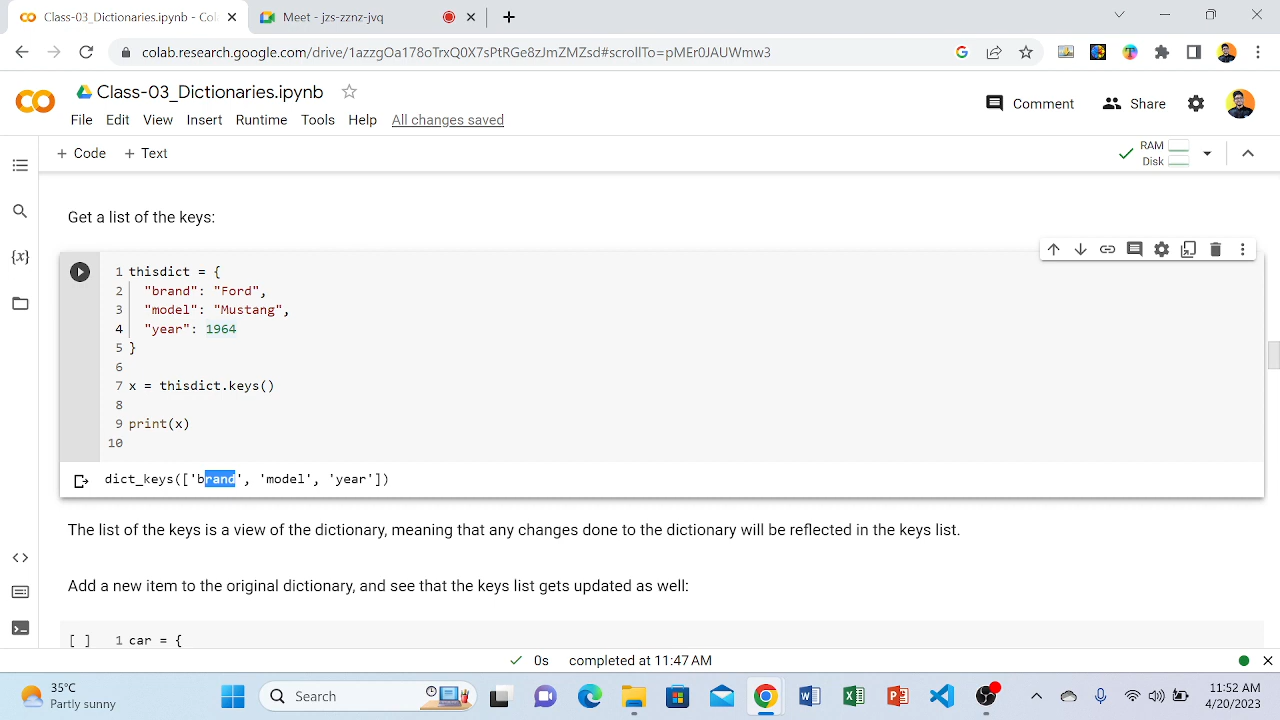 Class-03_Dictionaries.ipynb - Co
Meet - jzs-zznz-jvq
colab.research.google.com/drive/1azzgOa178oTrxQ0X7sPtRGe8zJmZMZsd#scrollTo=pMEr0JAUWmw3
Class-03_Dictionaries.ipynb
Comment
Share
File Edit View Insert Runtime Tools Help All changes saved
+ Code + Text
RAM
Disk
Get a list of the keys:
1 thisdict = {
2 "brand": "Ford",
3 "model": "Mustang",
4 "year": 1964
5 }
6
7 x = thisdict.keys()
8
9 print(x)
10
dict_keys(['brand', 'model', 'year'])
The list of the keys is a view of the dictionary, meaning that any changes done to the dictionary will be reflected in the keys list.
Add a new item to the original dictionary, and see that the keys list gets updated as well:
[ ] 1 car = {
0s completed at 11:47 AM
35°C
Partly sunny
Search
11:52 AM
4/20/2023